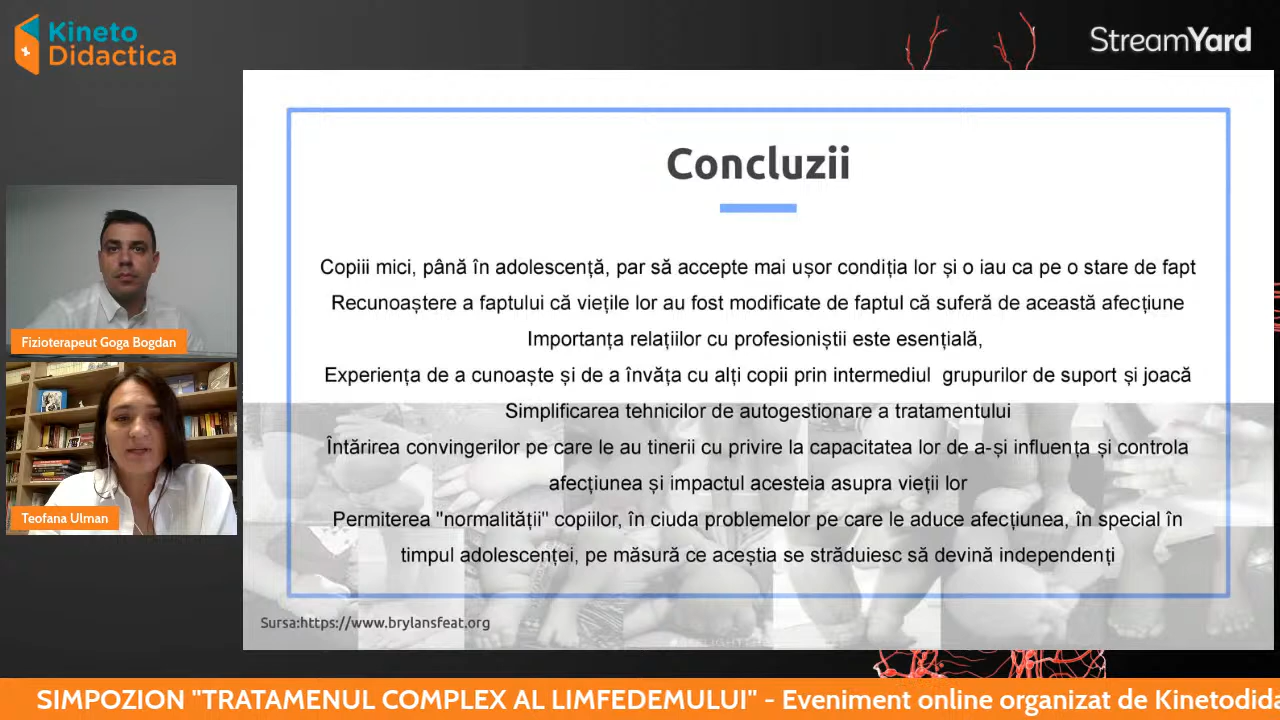 Kineto
Didactica
StreamYard
Concluzii
Copiii mici, până în adolescență, par să accepte mai ușor condiția lor și o iau ca pe o stare de fapt
Recunoaștere a faptului că viețile lor au fost modificate de faptul că suferă de această afecțiune
Importanța relațiilor cu profesioniștii este esențială,
Experiența de a cunoaște și de a învăța cu alți copii prin intermediul grupurilor de suport și joacă
Simplificarea tehnicilor de autogestionare a tratamentului
Întărirea convingerilor pe care le au tinerii cu privire la capacitatea lor de a-și influența și controla
afecțiunea și impactul acesteia asupra vieții lor
Permiterea "normalității" copiilor, în ciuda problemelor pe care le aduce afecțiunea, în special în
timpul adolescenței, pe măsură ce aceștia se străduiesc să devină independenți
Sursa:https://www.brylansfeat.org
Fizioterapeut Goga Bogdan
Teofana Ulman
SIMPOZION "TRATAMENUL COMPLEX AL LIMFEDEMULUI" - Eveniment online organizat de Kinetodida